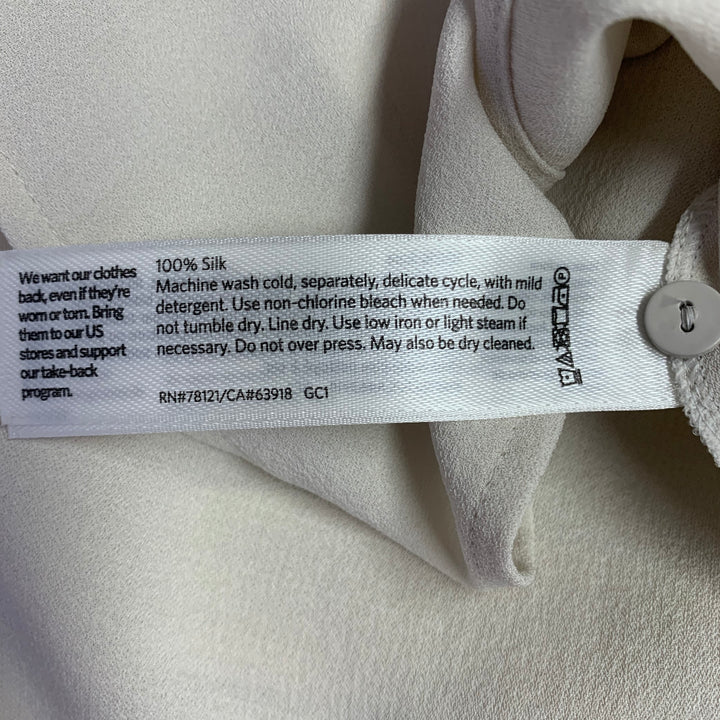 We want our clothes
back, even if they're
worn or torn. Bring
them to our US
stores and support
our take-back
program.
100% Silk
Machine wash cold, separately, delicate cycle, with mild
detergent. Use non-chlorine bleach when needed. Do
not tumble dry. Line dry. Use low iron or light steam if
necessary. Do not over press. May also be dry cleaned.
RN#78121/CA#63918 GC1
P